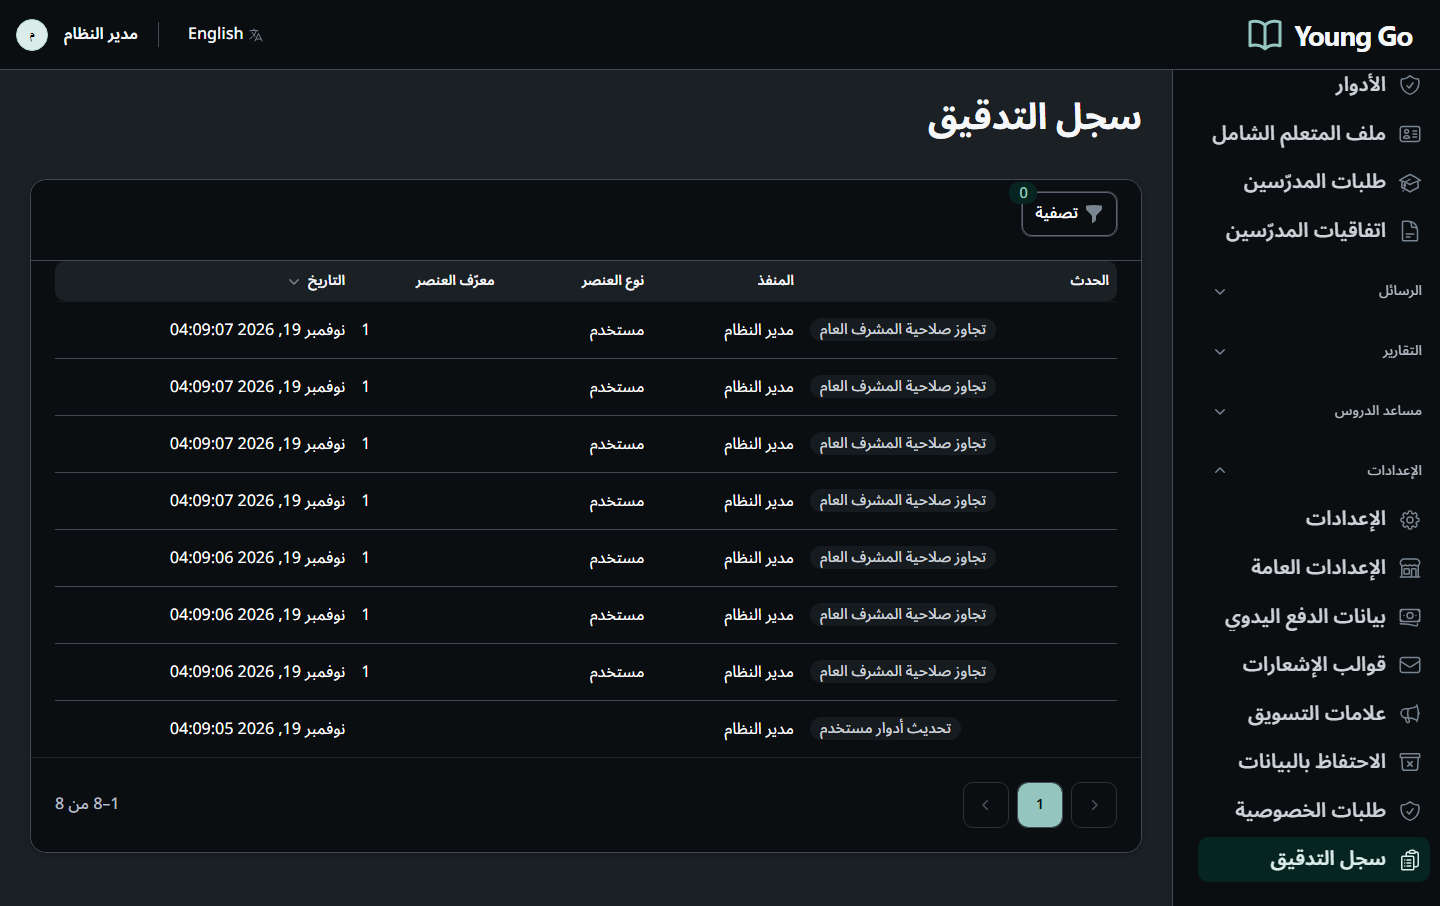 Young Go
English
مدير النظام
م
الأدوار
ملف المتعلم الشامل
طلبات المدرّسين
اتفاقيات المدرّسين
الرسائل
التقارير
مساعد الدروس
الإعدادات
الإعدادات
الإعدادات العامة
بيانات الدفع اليدوي
قوالب الإشعارات
علامات التسويق
الاحتفاظ بالبيانات
طلبات الخصوصية
سجل التدقيق
سجل التدقيق
تصفية 0
الحدث المنفذ نوع العنصر معرّف العنصر التاريخ
تجاوز صلاحية المشرف العام مدير النظام مستخدم 1 نوفمبر 19, 2026 04:09:07
تجاوز صلاحية المشرف العام مدير النظام مستخدم 1 نوفمبر 19, 2026 04:09:07
تجاوز صلاحية المشرف العام مدير النظام مستخدم 1 نوفمبر 19, 2026 04:09:07
تجاوز صلاحية المشرف العام مدير النظام مستخدم 1 نوفمبر 19, 2026 04:09:07
تجاوز صلاحية المشرف العام مدير النظام مستخدم 1 نوفمبر 19, 2026 04:09:06
تجاوز صلاحية المشرف العام مدير النظام مستخدم 1 نوفمبر 19, 2026 04:09:06
تجاوز صلاحية المشرف العام مدير النظام مستخدم 1 نوفمبر 19, 2026 04:09:06
تحديث أدوار مستخدم مدير النظام نوفمبر 19, 2026 04:09:05
1
1–8 من 8